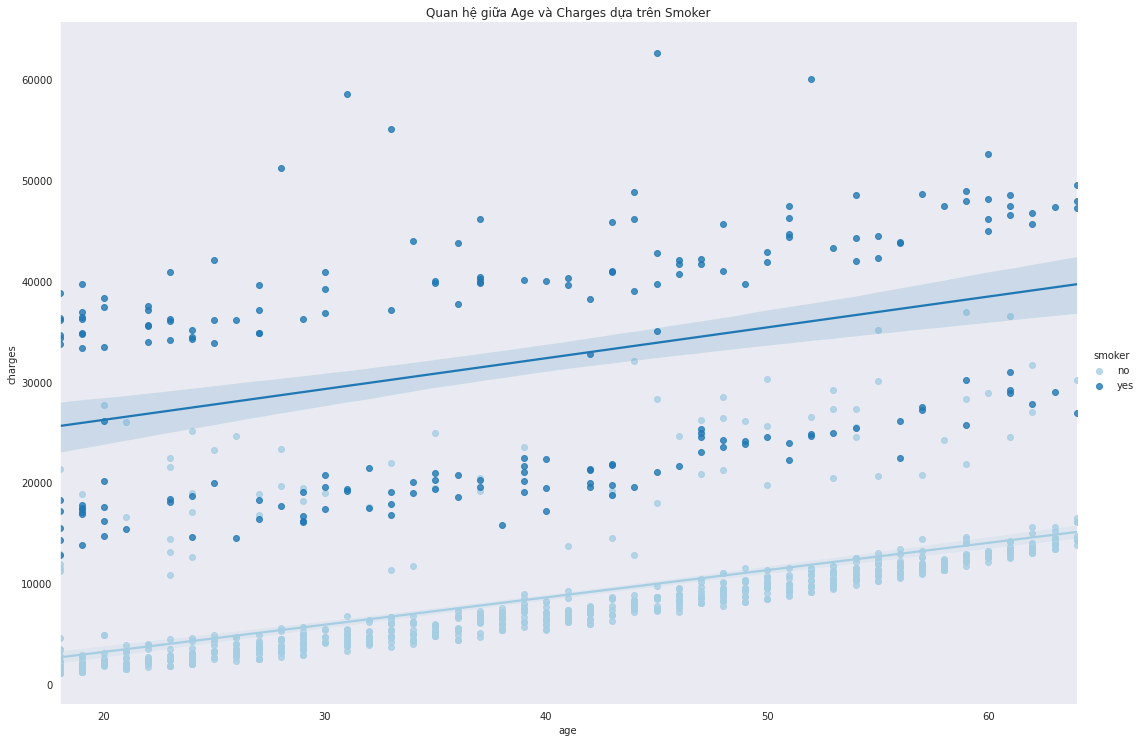 Quan hệ giữa Age và Charges dựa trên Smoker
60000
50000
40000
30000
20000
10000
0
charges
20
30
40
50
60
age
smoker
no
yes